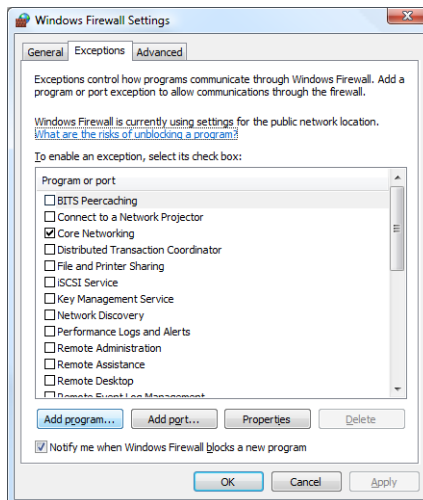 Windows Firewall Settings
General Exceptions Advanced
Exceptions control how programs communicate through Windows Firewall. Add a
program or port exception to allow communications through the firewall.
Windows Firewall is currently using settings for the public network location.
What are the risks of unblocking a program?
To enable an exception, select its check box:
Program or port
BITS Peercaching
Connect to a Network Projector
Core Networking
Distributed Transaction Coordinator
File and Printer Sharing
iSCSI Service
Key Management Service
Network Discovery
Performance Logs and Alerts
Remote Administration
Remote Assistance
Remote Desktop
Remote Event Log Management
Add program... Add port... Properties Delete
Notify me when Windows Firewall blocks a new program
OK Cancel Apply